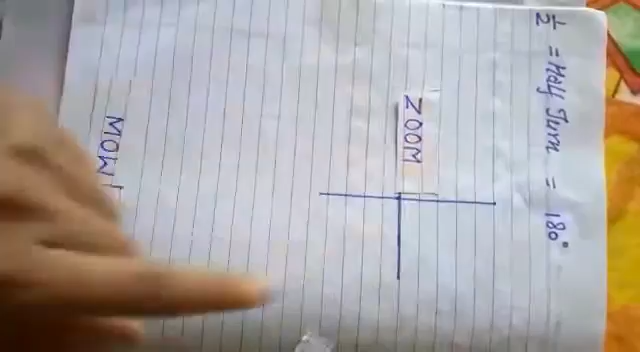 1/2 = Half Turn = 180°
ZOOM
MOW